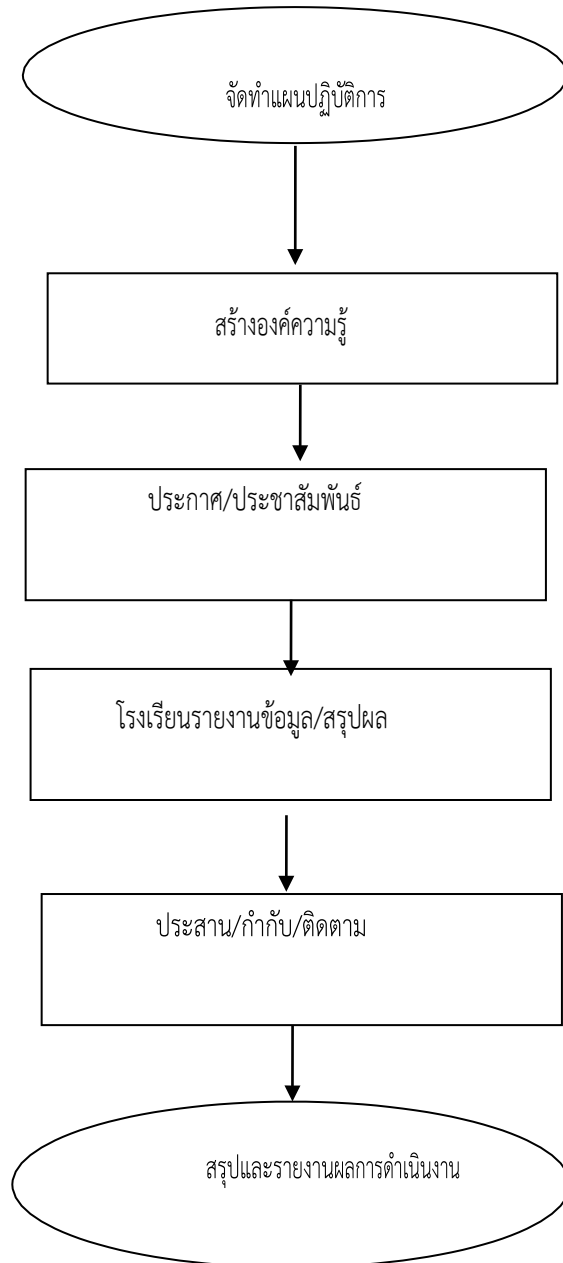 จัดทำแผนปฏิบัติการ
สร้างองค์ความรู้
ประกาศ/ประชาสัมพันธ์
โรงเรียนรายงานข้อมูล/สรุปผล
ประสาน/กำกับ/ติดตาม
สรุปและรายงานผลการดำเนินงาน